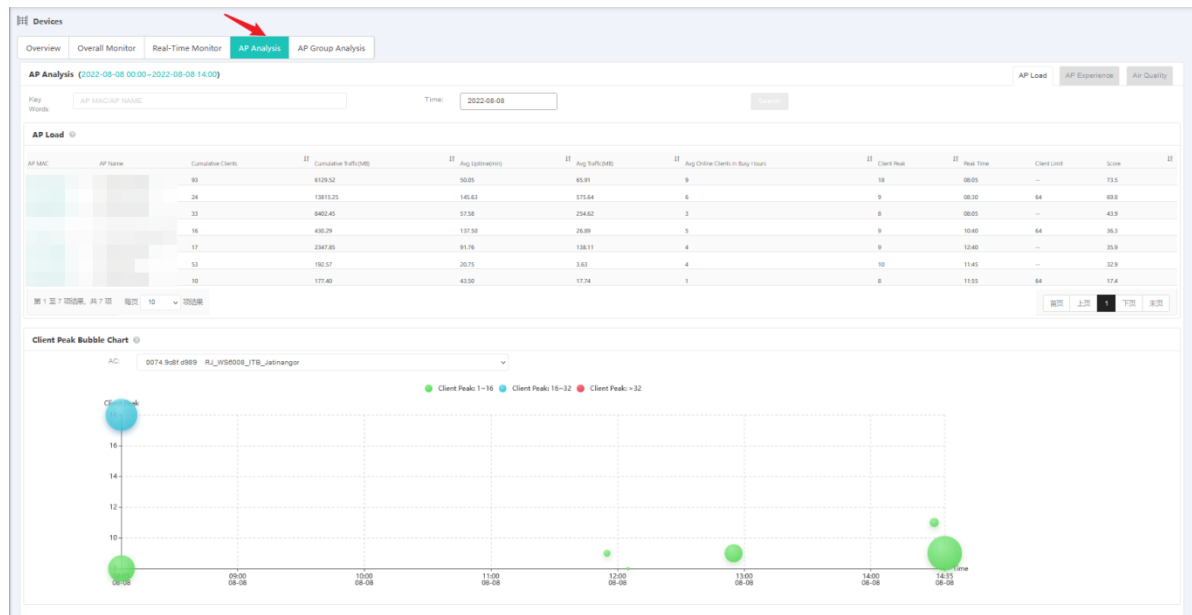 Devices
Overview Overall Monitor Real-Time Monitor AP Analysis AP Group Analysis
AP Analysis (2022-08-08 00:00~2022-08-08 14:00) AP Load AP Experience Air Quality
Key Words: AP MAC/AP NAME Time: 2022-08-08 Search
AP Load
AP MAC AP Name Cumulative Clients Cumulative Traffic(MB) Avg Uptime(min) Avg Traffic(MB) Avg Online Clients in Busy Hours Client Peak Peak Time Client Limit Score
93 6129.52 50.05 65.91 9 18 08:05 -- 73.5
24 13815.25 145.63 575.64 6 9 08:30 64 69.8
33 8402.45 57.58 254.62 3 8 08:05 -- 43.9
16 430.29 137.50 26.89 5 9 10:40 64 36.3
17 2347.85 91.76 138.11 4 9 12:40 -- 35.9
53 192.57 20.75 3.63 4 10 11:45 -- 32.9
10 177.40 43.50 17.74 1 8 11:55 64 17.4
第 1 至 7 项结果, 共 7 项 每页 10 项结果 首页 上页 1 下页 末页
Client Peak Bubble Chart
AC: 0074.9c8f.d989 RJ_WS6008_ITB_Jatinangor
Client Peak: 1~16 Client Peak: 16~32 Client Peak: >32
Client Peak
16
14
12
10
Time
09:00 10:00 11:00 12:00 13:00 14:00 14:35
08-08 08-08 08-08 08-08 08-08 08-08 08-08 08-08